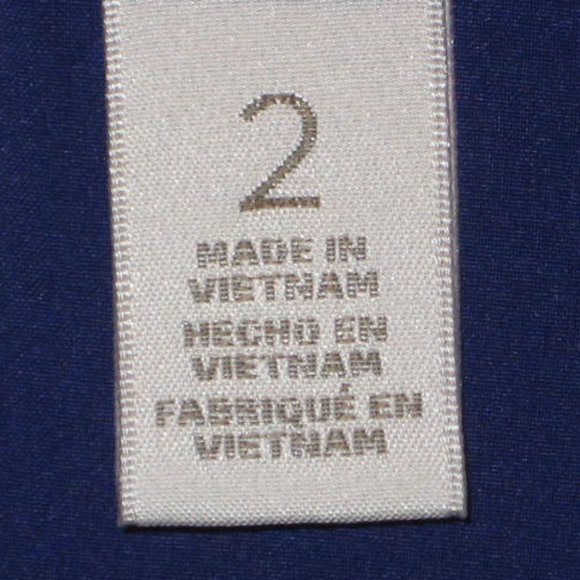 2
MADE IN
VIETNAM
HECHO EN
VIETNAM
FABRIQUÉ EN
VIETNAM